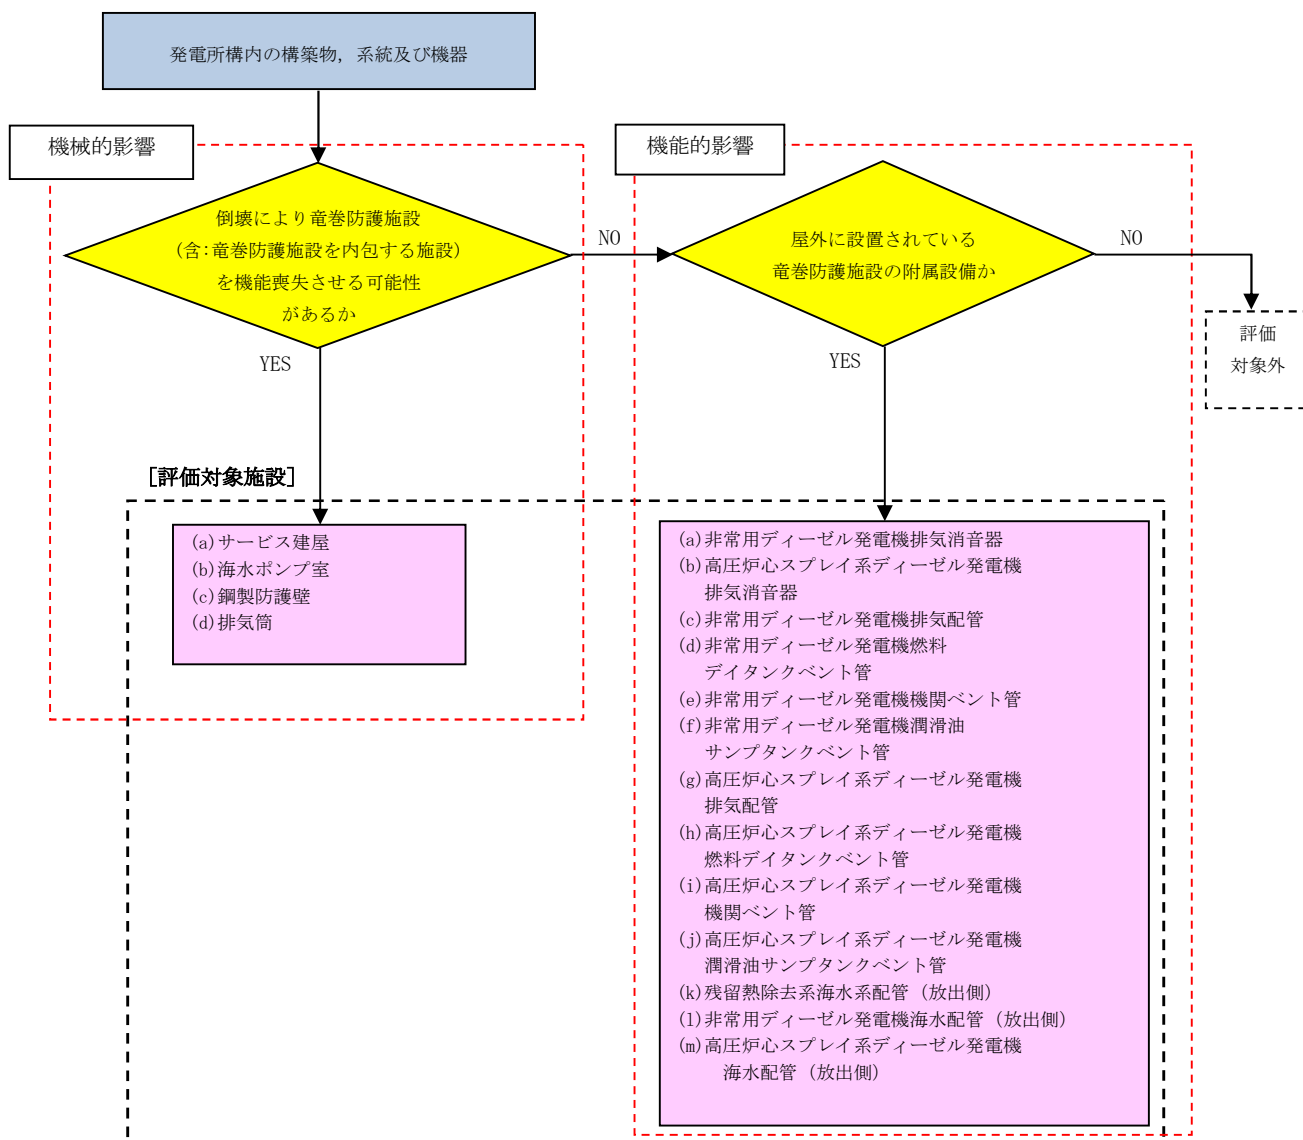 発電所構内の構築物，系統及び機器
機械的影響
倒壊により竜巻防護施設
(含:竜巻防護施設を内包する施設)
を機能喪失させる可能性
があるか
NO
YES
機能的影響
屋外に設置されている
竜巻防護施設の附属設備か
NO
YES
評価
対象外
[評価対象施設]
(a)サービス建屋
(b)海水ポンプ室
(c)鋼製防護壁
(d)排気筒
(a)非常用ディーゼル発電機排気消音器
(b)高圧炉心スプレイ系ディーゼル発電機
排気消音器
(c)非常用ディーゼル発電機排気配管
(d)非常用ディーゼル発電機燃料
デイタンクベント管
(e)非常用ディーゼル発電機機関ベント管
(f)非常用ディーゼル発電機潤滑油
サンプタンクベント管
(g)高圧炉心スプレイ系ディーゼル発電機
排気配管
(h)高圧炉心スプレイ系ディーゼル発電機
燃料デイタンクベント管
(i)高圧炉心スプレイ系ディーゼル発電機
機関ベント管
(j)高圧炉心スプレイ系ディーゼル発電機
潤滑油サンプタンクベント管
(k)残留熱除去系海水系配管（放出側）
(l)非常用ディーゼル発電機海水配管（放出側）
(m)高圧炉心スプレイ系ディーゼル発電機
海水配管（放出側）